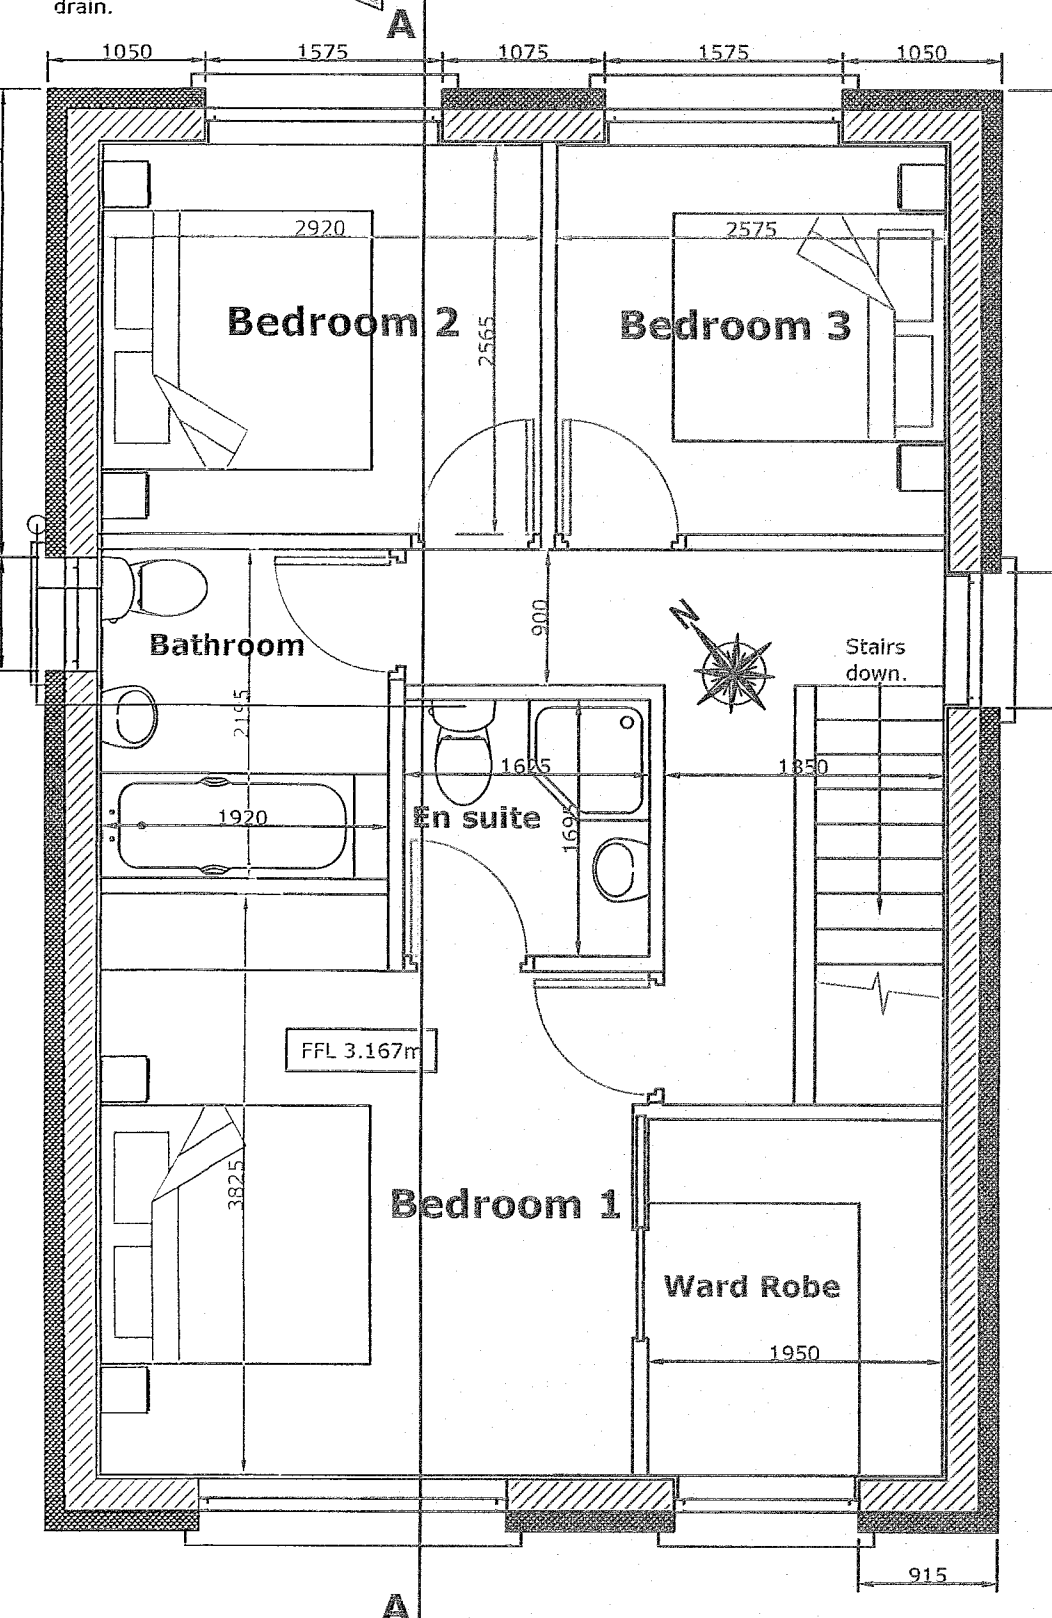 drain.
A
1050 1575 1075 1575 1050
2920 2575
Bedroom 2 Bedroom 3
2565
900
N
Bathroom
Stairs
down.
2195
1625 1850
1920
En suite
1695
FFL 3.167m
3825
Bedroom 1
Ward Robe
1950
915
A